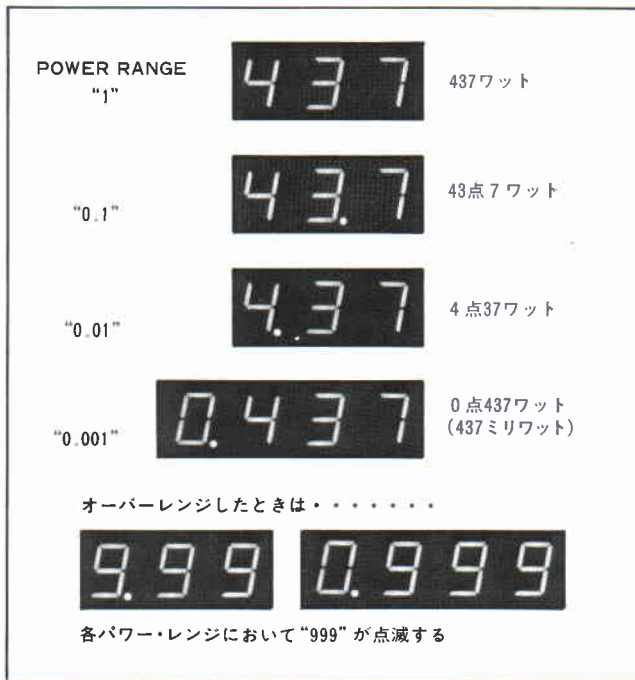 POWER RANGE
"1"
437
437ワット
"0.1"
43.7
43点7ワット
"0.01"
4.37
4点37ワット
"0.001"
0.437
0点437ワット
(437ミリワット)
オーバーレンジしたときは・・・・・・・
9.99 0.999
各パワー・レンジにおいて"999"が点滅する